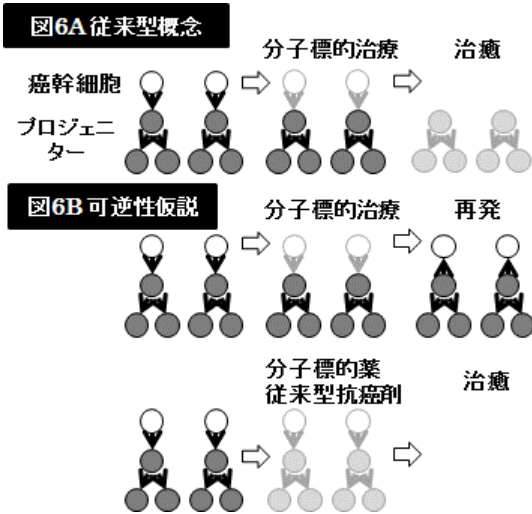 図6A 従来型概念
分子標的治療
治癒
癌幹細胞
プロジェニ
ター
図6B 可逆性仮説
分子標的治療
再発
分子標的薬
従来型抗癌剤
治癒